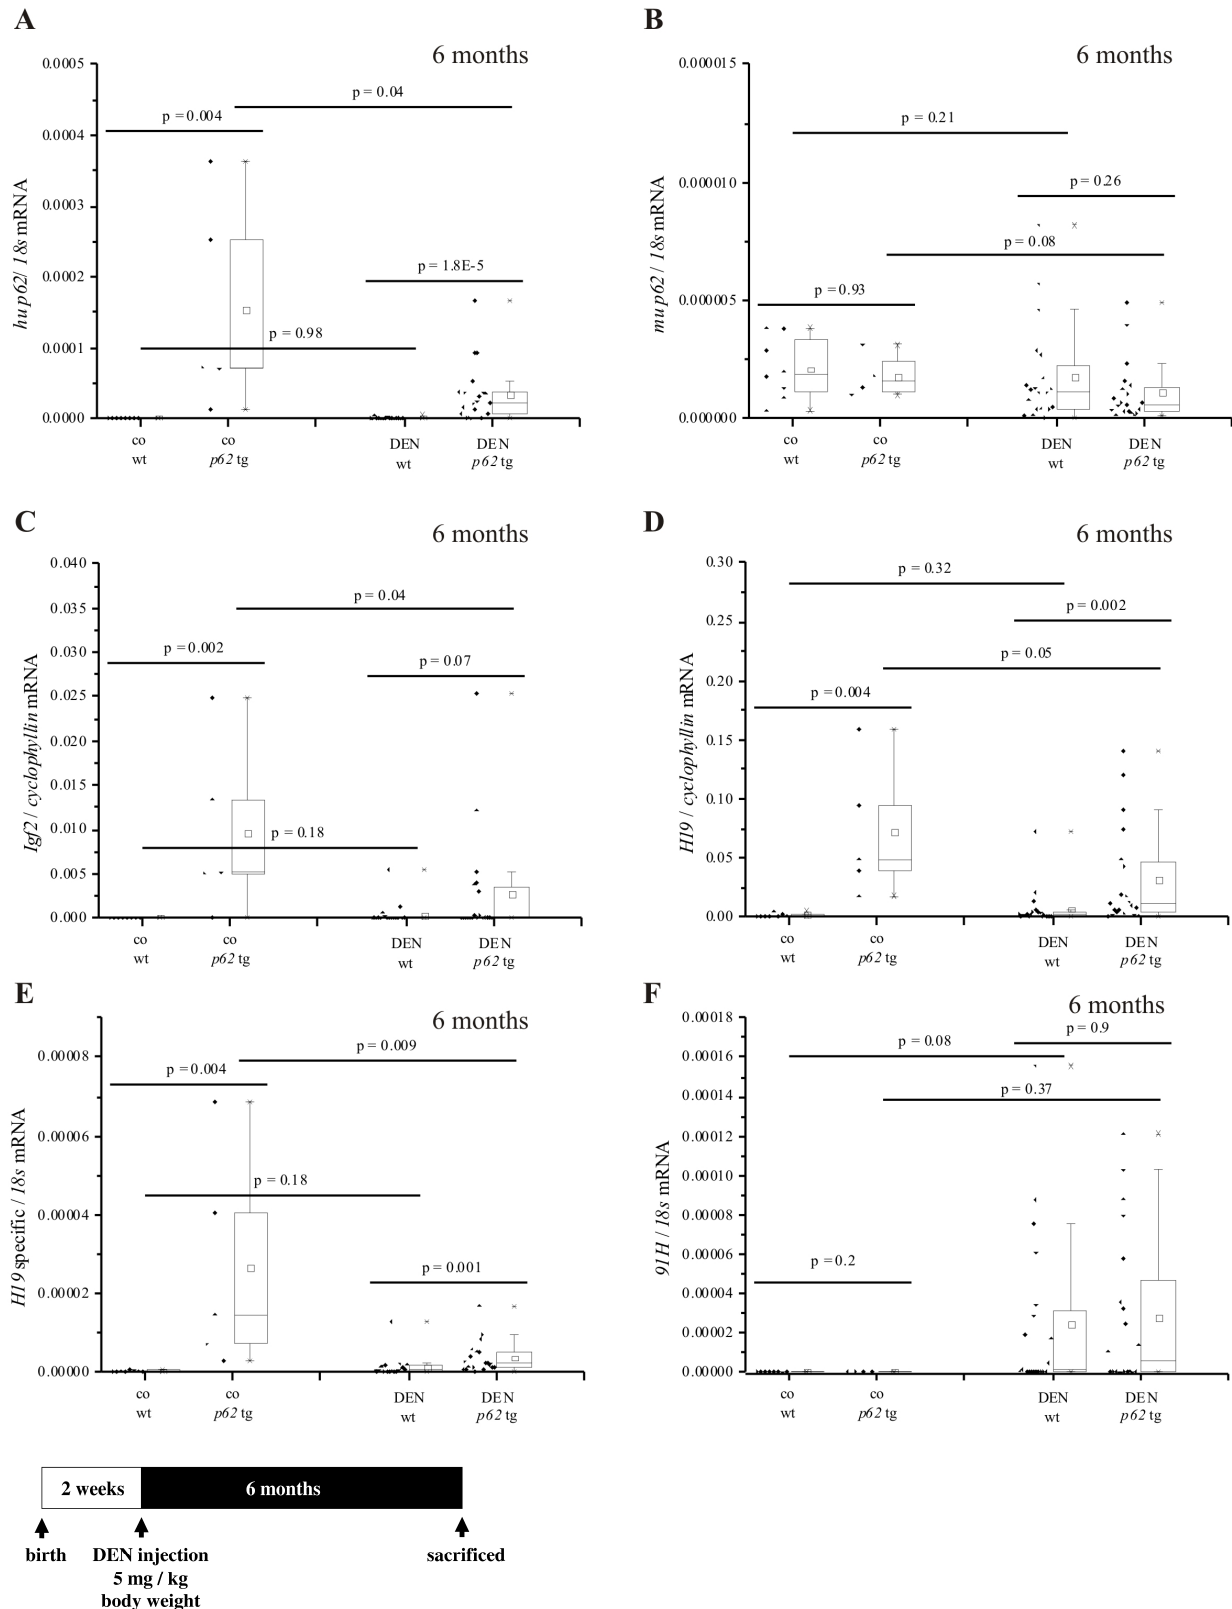 A
6 months
0.0005
0.0004
0.0003
0.0002
0.0001
0.0000
hu p62/ 18s mRNA
p = 0.04
p = 0.004
p = 1.8E-5
p = 0.98
co
wt
co
p62 tg
DEN
wt
DEN
p62 tg
B
6 months
0.000015
0.000010
0.000005
0.000000
mu p62 / 18s mRNA
p = 0.21
p = 0.26
p = 0.08
p = 0.93
co
wt
co
p62 tg
DEN
wt
DEN
p62 tg
C
6 months
0.040
0.035
0.030
0.025
0.020
0.015
0.010
0.005
0.000
Igf2 / cyclophyllin mRNA
p = 0.04
p = 0.002
p = 0.07
p = 0.18
co
wt
co
p62 tg
DEN
wt
DEN
p62 tg
D
6 months
0.30
0.25
0.20
0.15
0.10
0.05
0.00
H19 / cyclophyllin mRNA
p = 0.32
p = 0.002
p = 0.05
p = 0.004
co
wt
co
p62 tg
DEN
wt
DEN
p62 tg
E
6 months
0.00008
0.00006
0.00004
0.00002
0.00000
H19 specific / 18s mRNA
p = 0.009
p = 0.004
p = 0.18
p = 0.001
co
wt
co
p62 tg
DEN
wt
DEN
p62 tg
F
6 months
0.00018
0.00016
0.00014
0.00012
0.00010
0.00008
0.00006
0.00004
0.00002
0.00000
91H / 18s mRNA
p = 0.9
p = 0.08
p = 0.37
p = 0.2
co
wt
co
p62 tg
DEN
wt
DEN
p62 tg
2 weeks
6 months
birth
DEN injection
5 mg / kg
body weight
sacrificed